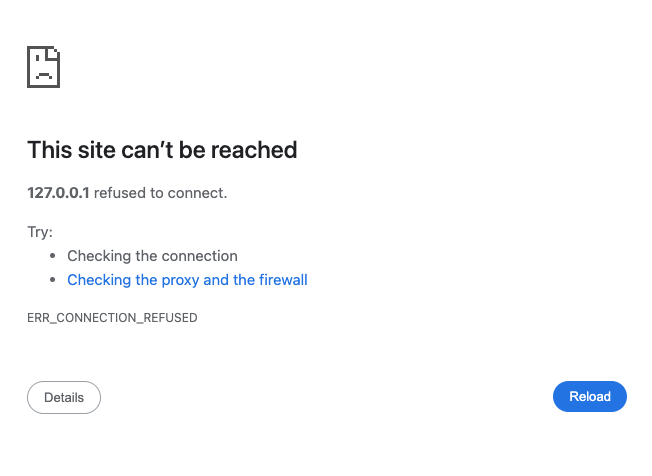 This site can’t be reached
127.0.0.1 refused to connect.
Try:
• Checking the connection
• Checking the proxy and the firewall
ERR_CONNECTION_REFUSED
Details
Reload